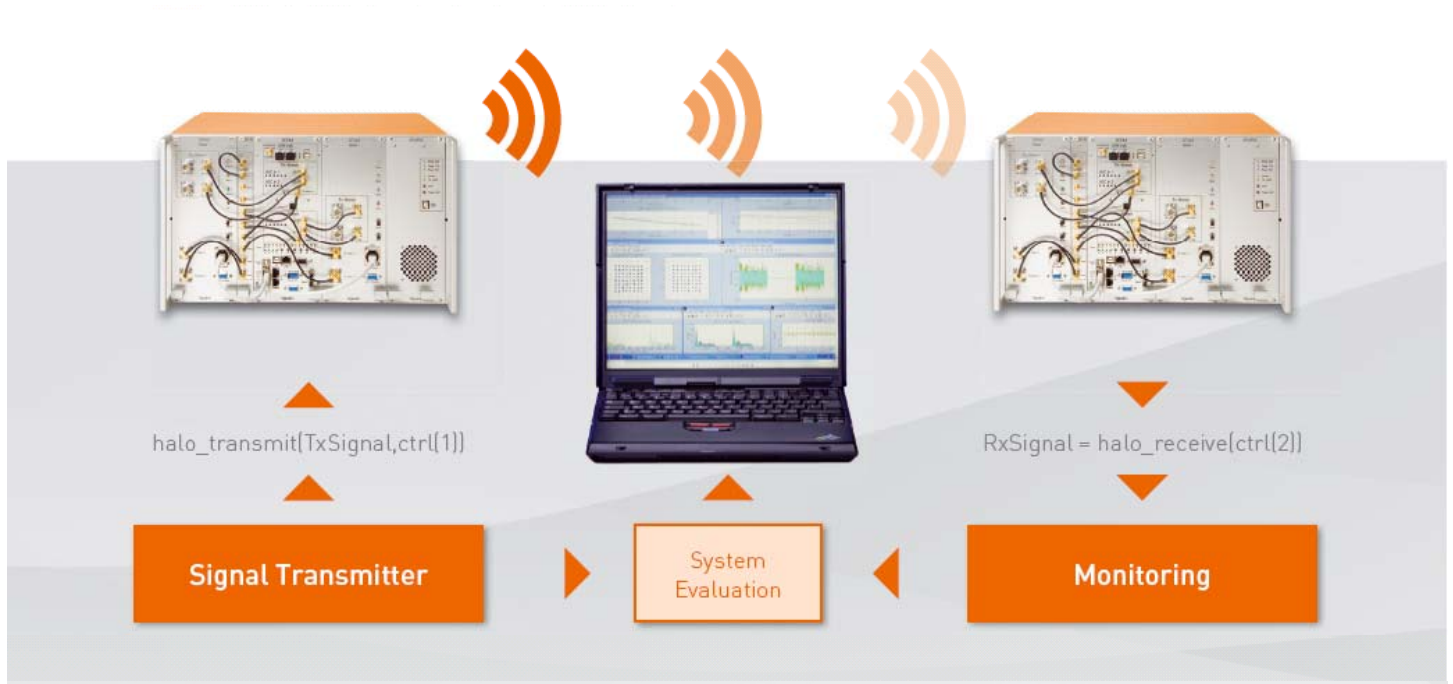 halo_transmit(TxSignal,ctrl(1))
RxSignal = halo_receive(ctrl(2))
Signal Transmitter
System
Evaluation
Monitoring